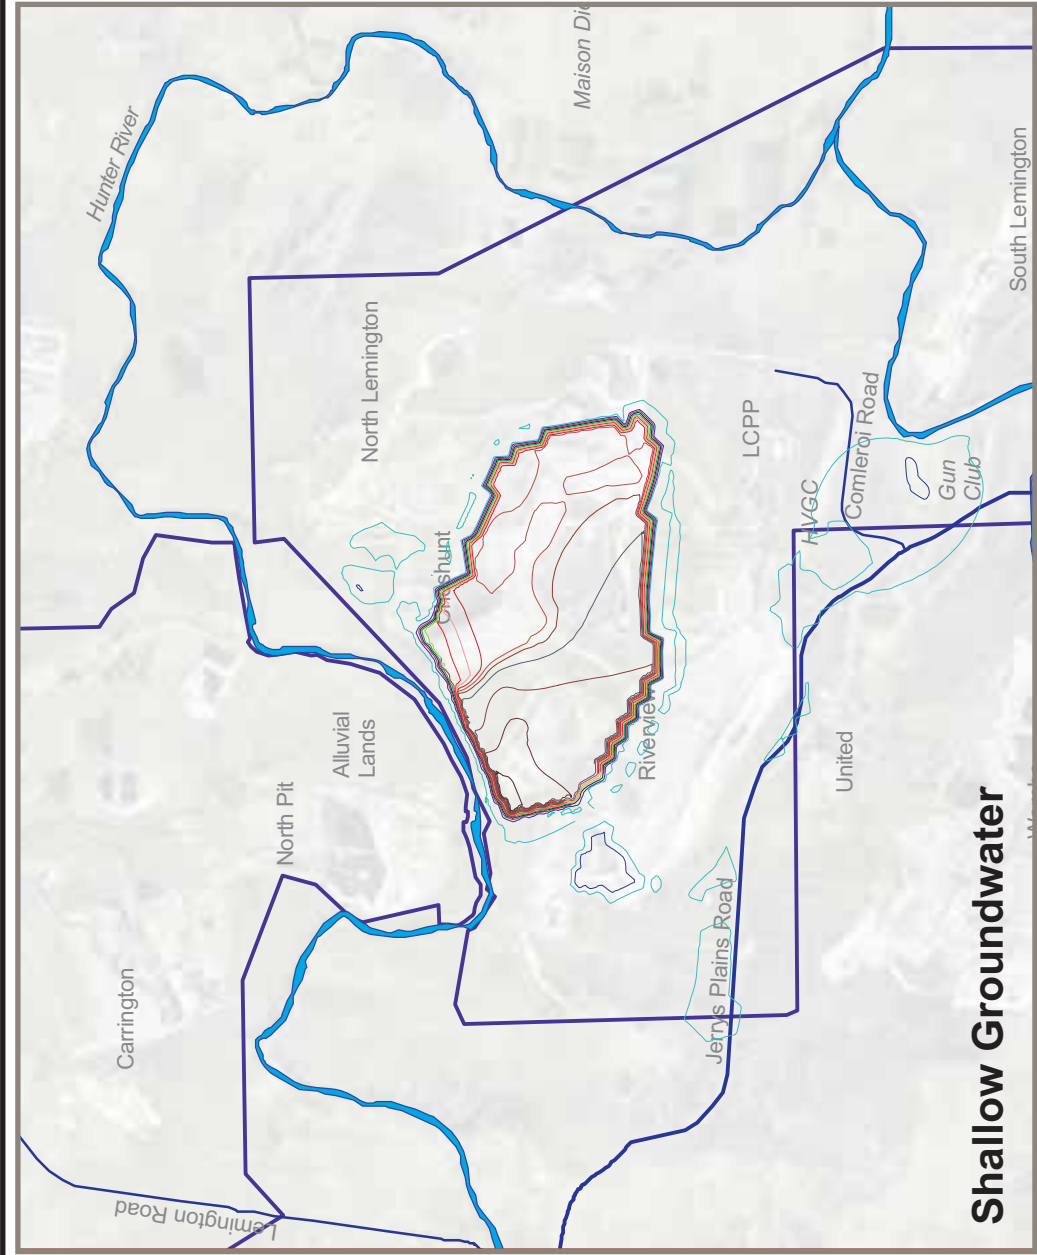 Hunter River
Maison Die
North Lemington
South Lemington
LCPP
Comleroi Road
HVGC
Gun
Club
Cheshunt
Riverview
Alluvial
Lands
North Pit
United
Carrington
Jerrys Plains Road
Lemington Road
Shallow Groundwater